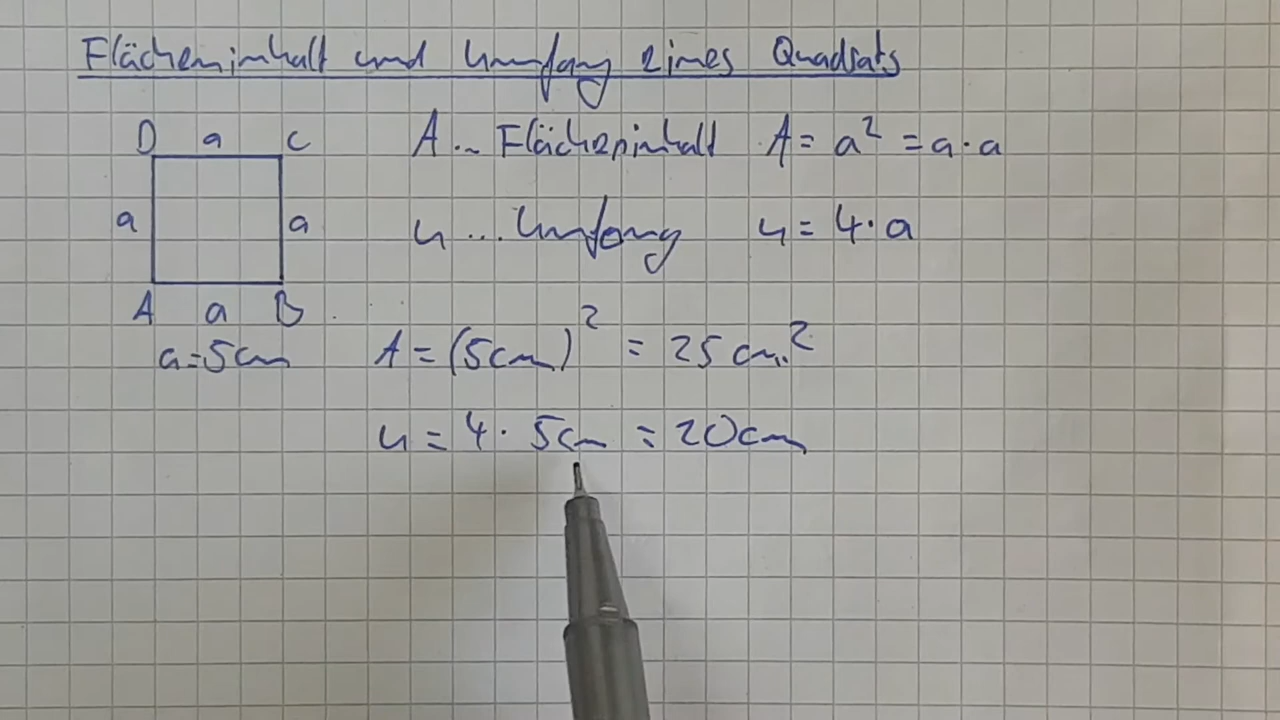 Flächeninhalt und Umfang eines Quadrats
D a C
A... Flächeninhalt A = a² = a · a
a a
u ... Umfang u = 4 · a
A a B
a = 5cm
A = (5cm)² = 25 cm²
u = 4 · 5cm = 20cm